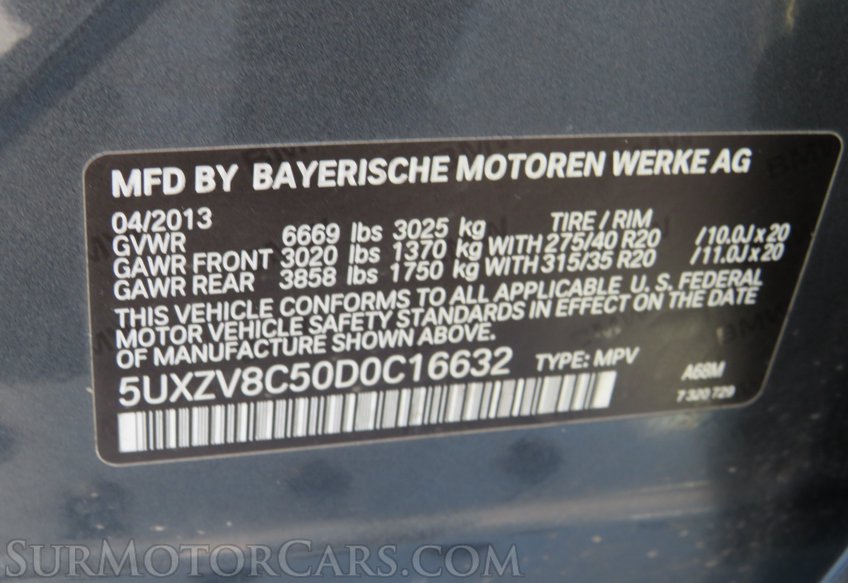 MFD BY BAYERISCHE MOTOREN WERKE AG
04/2013 TIRE / RIM
GVWR 6669 lbs 3025 kg
GAWR FRONT 3020 lbs 1370 kg WITH 275/40 R20 /10.0J x 20
GAWR REAR 3858 lbs 1750 kg WITH 315/35 R20 /11.0J x 20
THIS VEHICLE CONFORMS TO ALL APPLICABLE U. S. FEDERAL
MOTOR VEHICLE SAFETY STANDARDS IN EFFECT ON THE DATE
OF MANUFACTURE SHOWN ABOVE.
5UXZV8C50D0C16632 TYPE: MPV A68M
7 320 729
SURMOTORCARS.COM